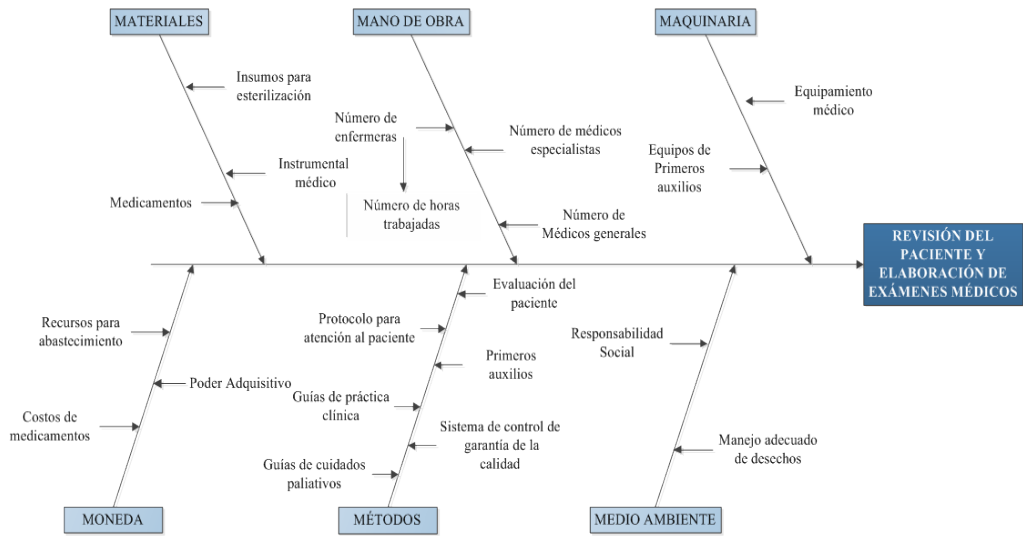 MATERIALES
MANO DE OBRA
MAQUINARIA
Insumos para
esterilización
Instrumental
médico
Medicamentos
Número de
enfermeras
Número de horas
trabajadas
Número de médicos
especialistas
Número de
Médicos generales
Equipamiento
médico
Equipos de
Primeros
auxilios
REVISIÓN DEL
PACIENTE Y
ELABORACIÓN DE
EXÁMENES MÉDICOS
Recursos para
abastecimiento
Poder Adquisitivo
Costos de
medicamentos
Evaluación del
paciente
Protocolo para
atención al paciente
Primeros
auxilios
Guías de práctica
clínica
Sistema de control de
garantía de la
calidad
Guías de cuidados
paliativos
Responsabilidad
Social
Manejo adecuado
de desechos
MONEDA
MÉTODOS
MEDIO AMBIENTE